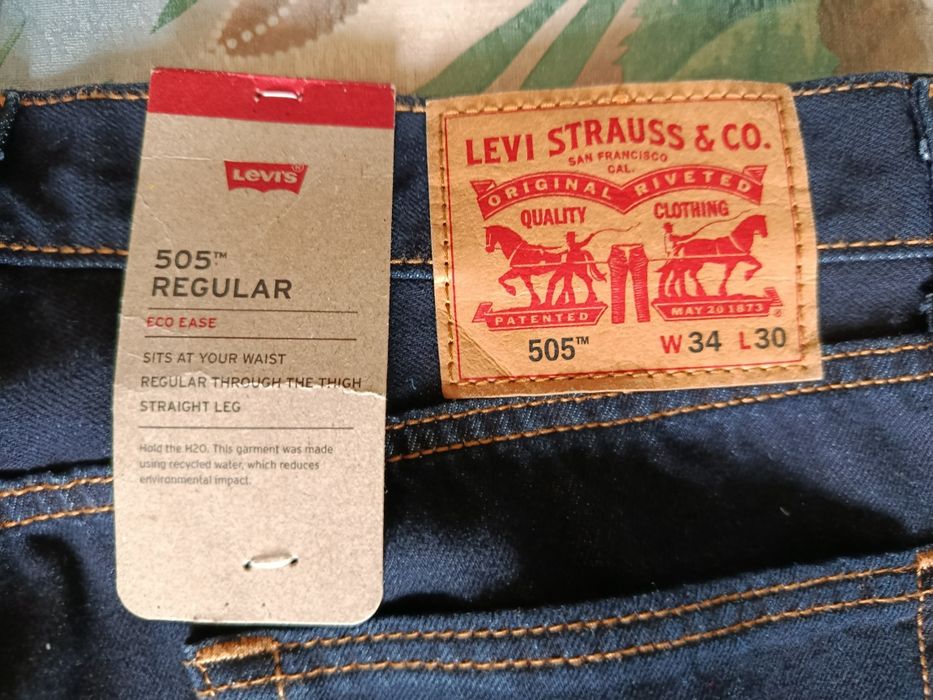 Levi's®
505™
REGULAR
ECO EASE
SITS AT YOUR WAIST
REGULAR THROUGH THE THIGH
STRAIGHT LEG
Hold the H2O. This garment was made
using recycled water, which reduces
environmental impact.
LEVI STRAUSS & CO.
SAN FRANCISCO
CAL.
ORIGINAL RIVETED
QUALITY CLOTHING
PATENTED MAY 20 1873 ®
505™ W 34 L 30